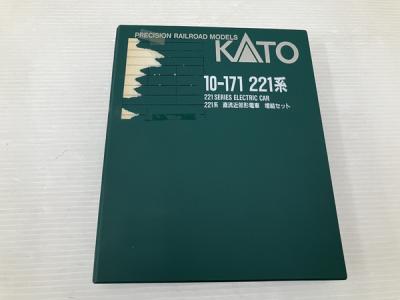 PRECISION RAILROAD MODELS
KATO
10-171 221系
221 SERIES ELECTRIC CAR
221系 直流近郊形電車 増結セット